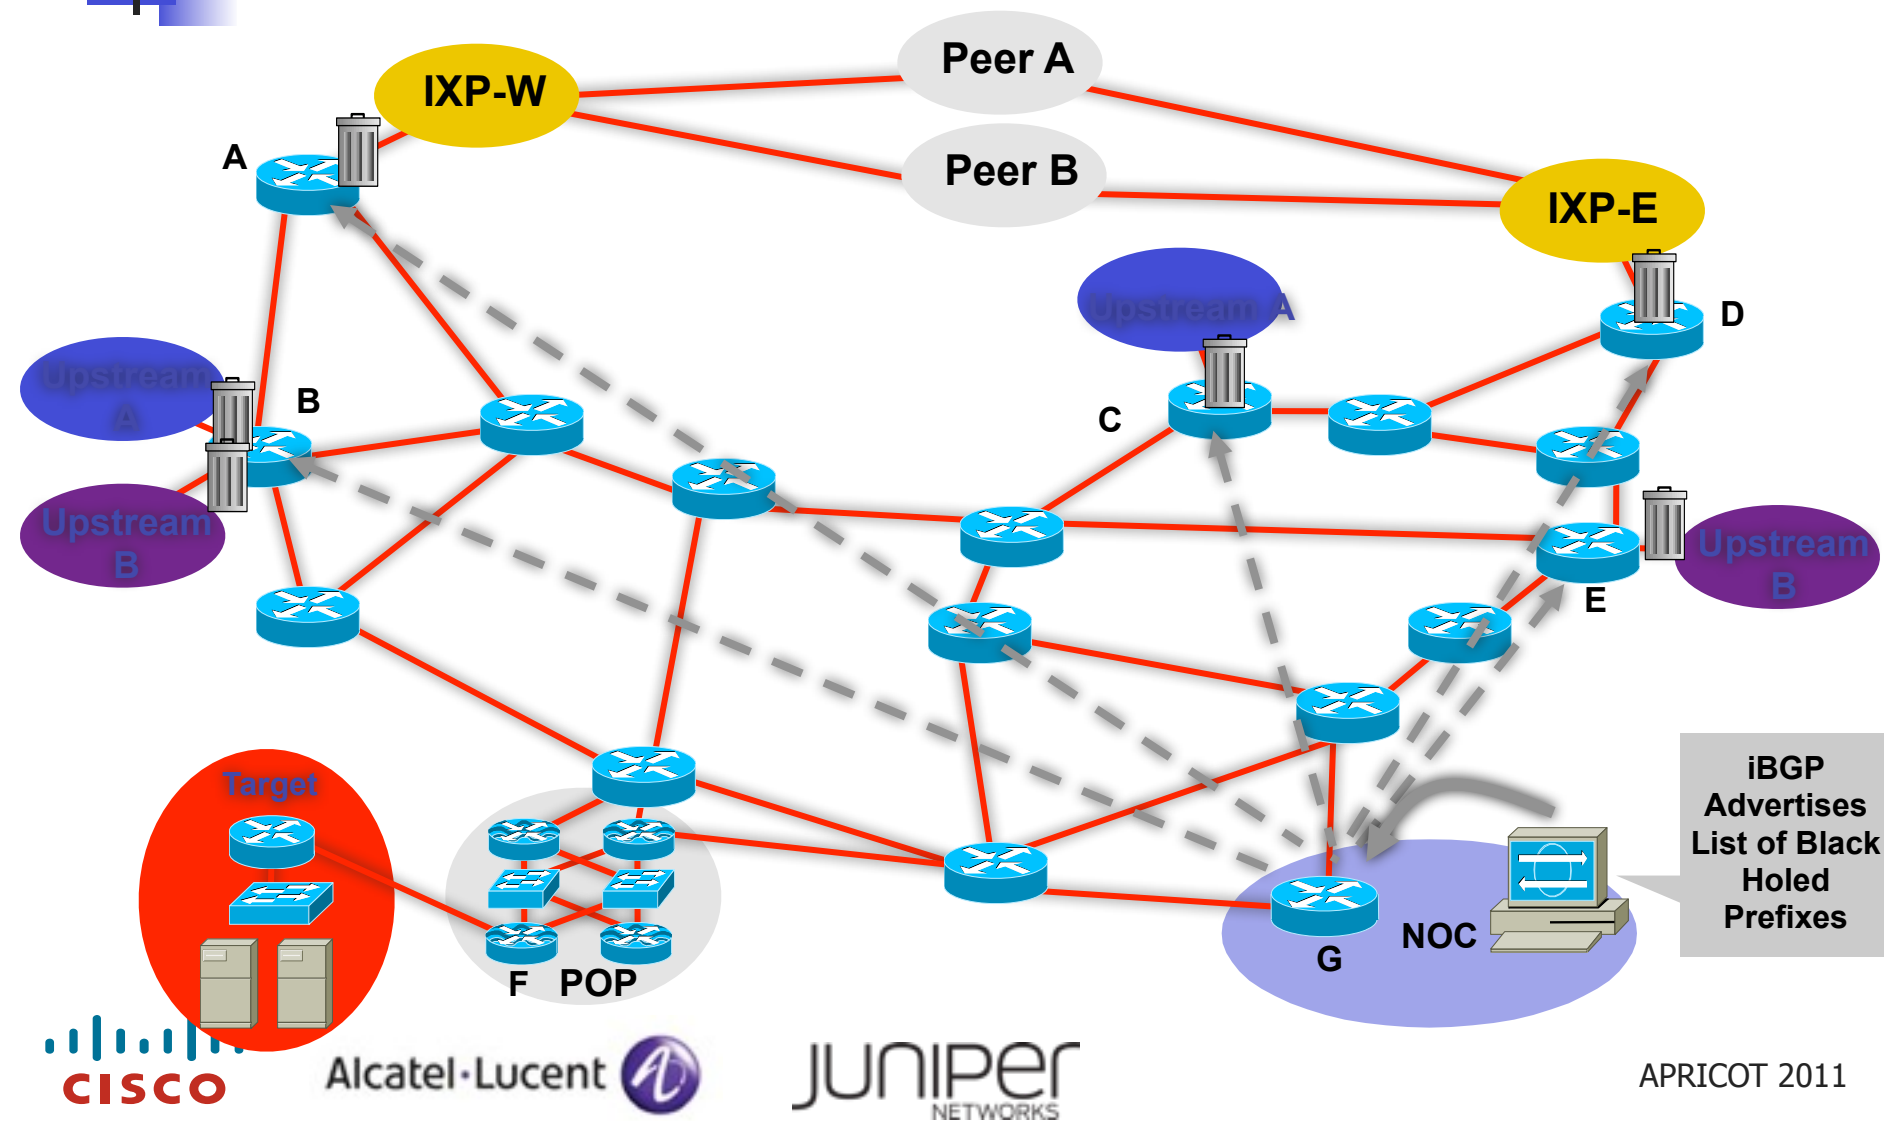 Peer A
IXP-W
A
Peer B
IXP-E
Upstream A
D
Upstream
A
B
C
Upstream
B
Upstream
B
E
Target
iBGP
Advertises
List of Black
Holed
Prefixes
NOC
G
F
POP
CISCO
Alcatel·Lucent
JUNIPer
NETWORKS
APRICOT 2011